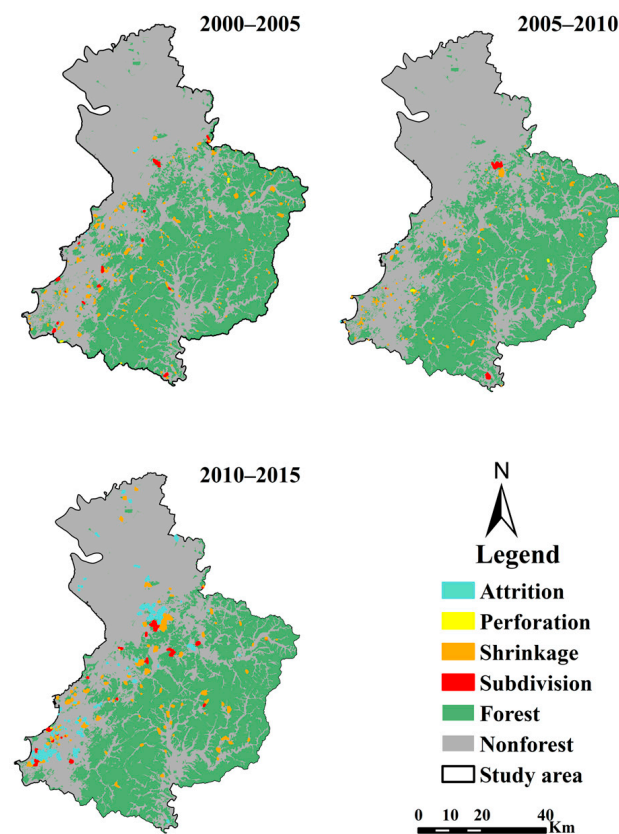 2000–2005
2005–2010
2010–2015
N
Legend
Attrition
Perforation
Shrinkage
Subdivision
Forest
Nonforest
Study area
0 10 20 40
Km